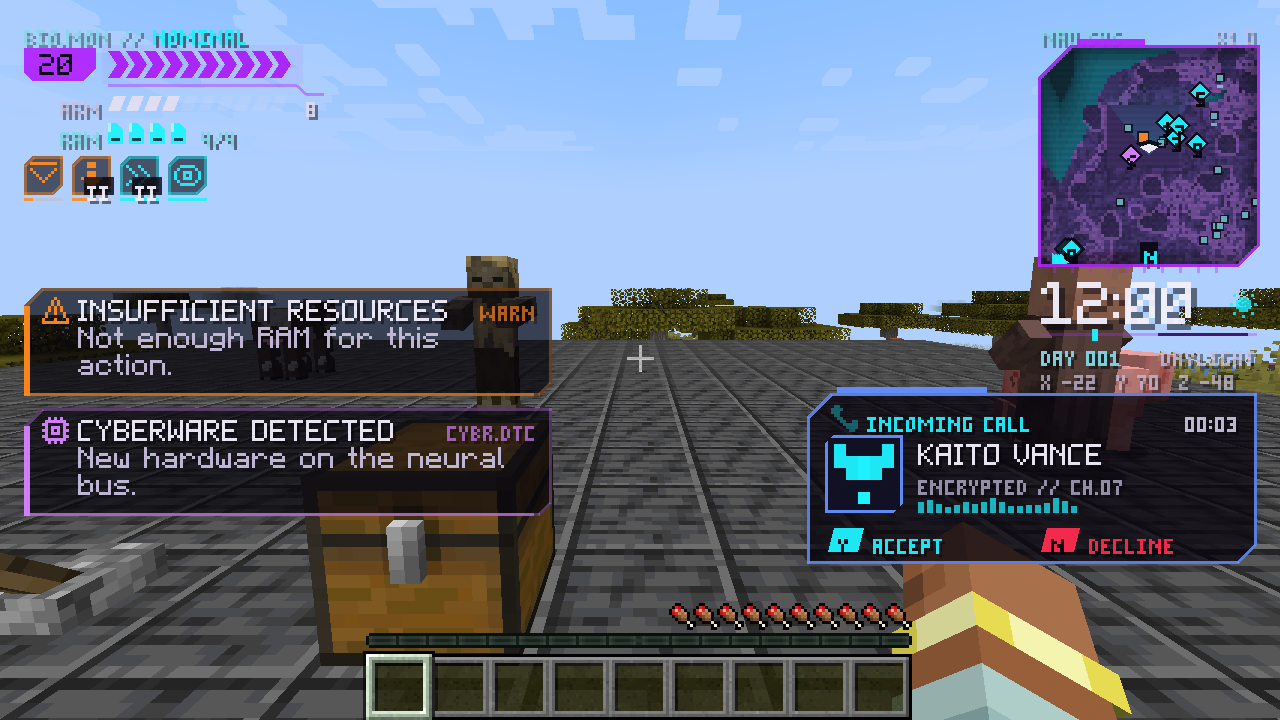 BIO.MON // NOMINAL
20
ARM 8
RAM 9/9
II II
INSUFFICIENT RESOURCES WARN
Not enough RAM for this
action.
CYBERWARE DETECTED CYBR.DTC
New hardware on the neural
bus.
X1.0
N
12:00
DAY 001
X -22 Y 70 Z -48
INCOMING CALL 00:03
KAITO VANCE
ENCRYPTED // CH.07
Y ACCEPT N DECLINE